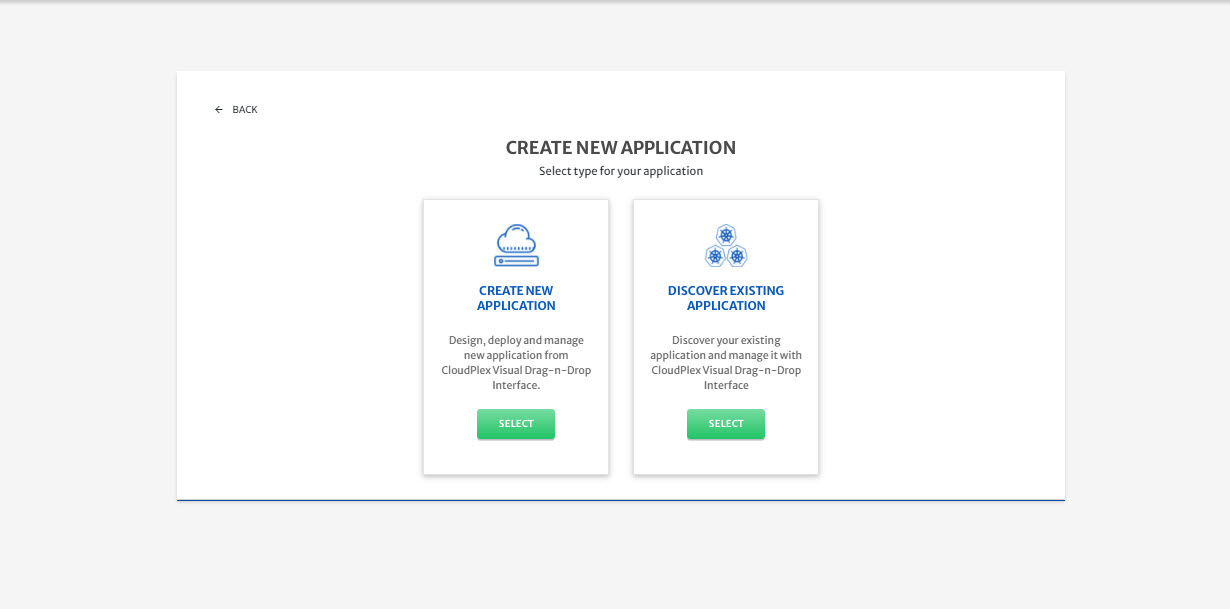 BACK
CREATE NEW APPLICATION
Select type for your application
CREATE NEW
APPLICATION
Design, deploy and manage
new application from
CloudPlex Visual Drag-n-Drop
Interface.
SELECT
DISCOVER EXISTING
APPLICATION
Discover your existing
application and manage it with
CloudPlex Visual Drag-n-Drop
Interface
SELECT